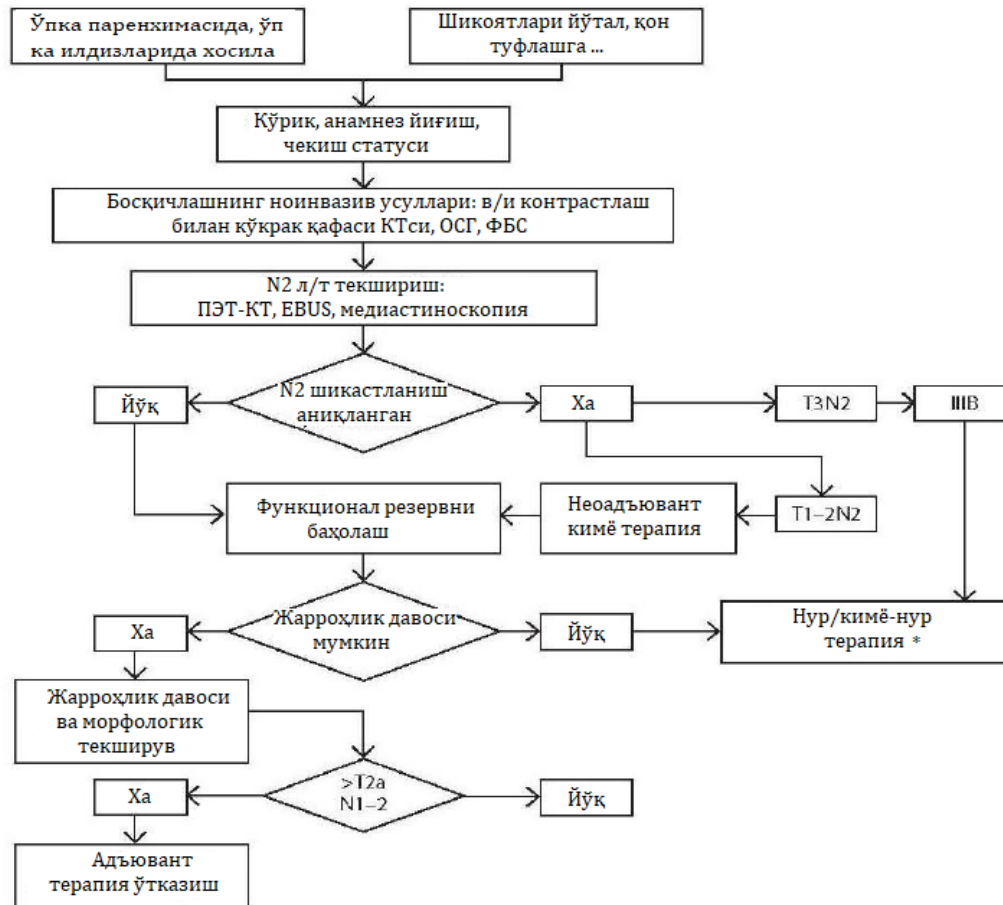 Ўпка паренхимасида, ўп
ка илдизларида хосила
Шикоятлари йўтал, қон
туфлашга ...
Кўрик, анамнез йиғиш,
чекиш статуси
Босқичлашнинг ноинвазив усуллари: в/и контрастлаш
билан кўкрак қафаси КТси, ОСГ, ФБС
N2 л/т текшириш:
ПЭТ-КТ, EBUS, медиастиноскопия
N2 шикастланиш
аниқланган
Йўқ
Ха
T3N2
IIIB
Функционал резервни
баҳолаш
Неоадъювант
кимё терапия
T1–2N2
Жарроҳлик давоси
мумкин
Ха
Йўқ
Нур/кимё-нур
терапия *
Жарроҳлик давоси
ва морфологик
текширув
>T2a
N1–2
Ха
Йўқ
Адъювант
терапия ўтказиш